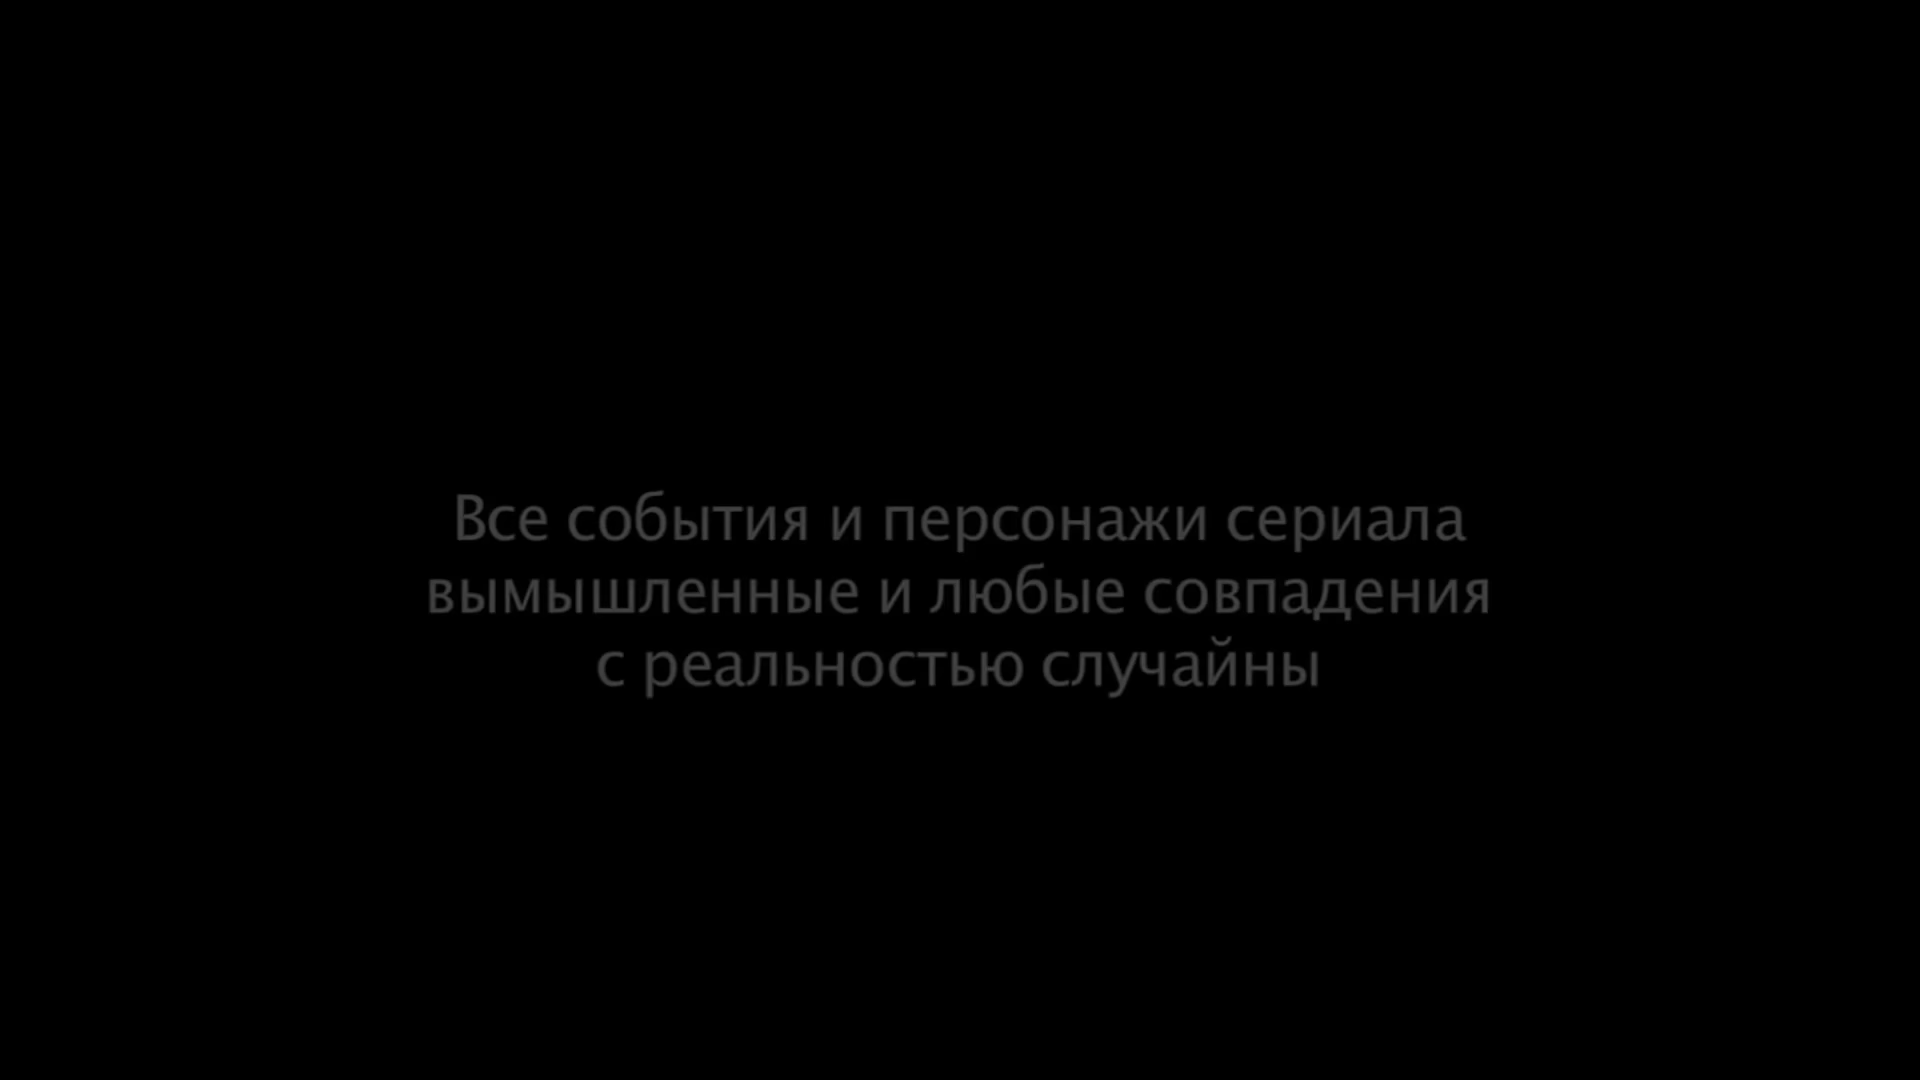 Все события и персонажи сериала
вымышленные и любые совпадения
с реальностью случайны